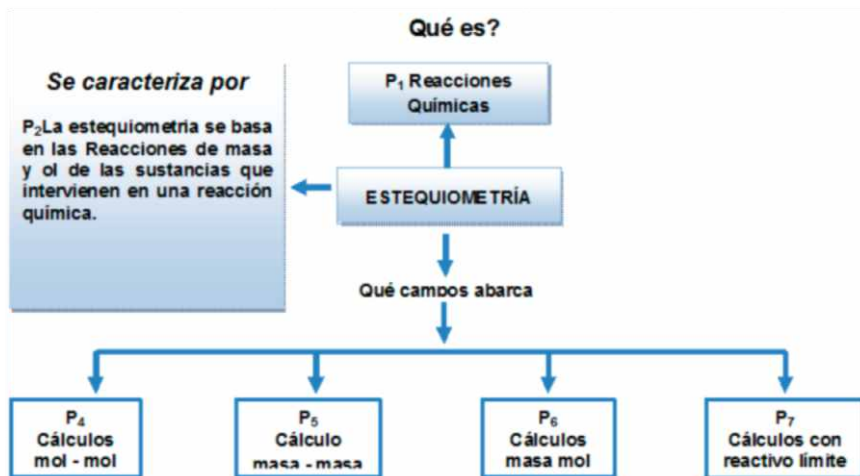 Qué es?
P₁ Reacciones
Químicas
Se caracteriza por
P₂La estequiometria se basa
en las Reacciones de masa
y ol de las sustancias que
intervienen en una reacción
química.
ESTEQUIOMETRÍA
Qué campos abarca
P₄
Cálculos
mol - mol
P₅
Cálculo
masa - masa
P₆
Cálculos
masa mol
P₇
Cálculos con
reactivo límite